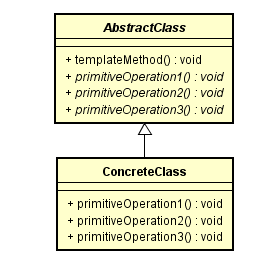 AbstractClass
+ templateMethod() : void
+ primitiveOperation1() : void
+ primitiveOperation2() : void
+ primitiveOperation3() : void
ConcreteClass
+ primitiveOperation1() : void
+ primitiveOperation2() : void
+ primitiveOperation3() : void